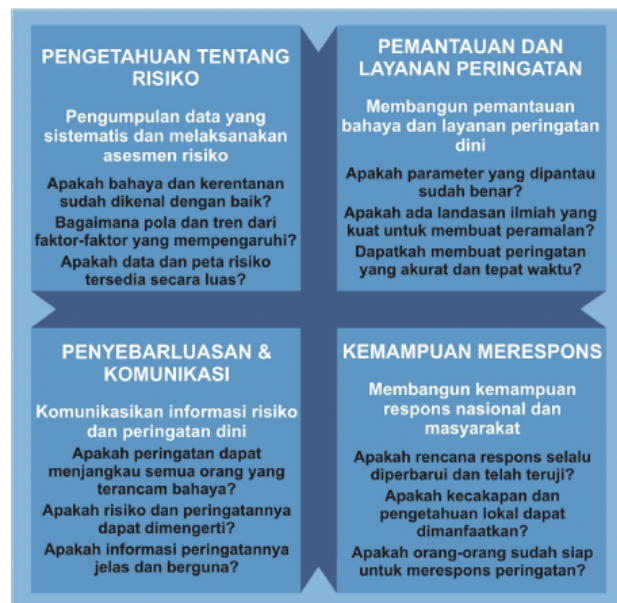 PENGETAHUAN TENTANG
RISIKO
Pengumpulan data yang
sistematis dan melaksanakan
asesmen risiko
Apakah bahaya dan kerentanan
sudah dikenal dengan baik?
Bagaimana pola dan tren dari
faktor-faktor yang mempengaruhi?
Apakah data dan peta risiko
tersedia secara luas?
PEMANTAUAN DAN
LAYANAN PERINGATAN
Membangun pemantauan
bahaya dan layanan peringatan
dini
Apakah parameter yang dipantau
sudah benar?
Apakah ada landasan ilmiah yang
kuat untuk membuat peramalan?
Dapatkah membuat peringatan
yang akurat dan tepat waktu?
PENYEBARLUASAN &
KOMUNIKASI
Komunikasikan informasi risiko
dan peringatan dini
Apakah peringatan dapat
menjangkau semua orang yang
terancam bahaya?
Apakah risiko dan peringatannya
dapat dimengerti?
Apakah informasi peringatannya
jelas dan berguna?
KEMAMPUAN MERESPONS
Membangun kemampuan
respons nasional dan
masyarakat
Apakah rencana respons selalu
diperbarui dan telah teruji?
Apakah kecakapan dan
pengetahuan lokal dapat
dimanfaatkan?
Apakah orang-orang sudah siap
untuk merespons peringatan?